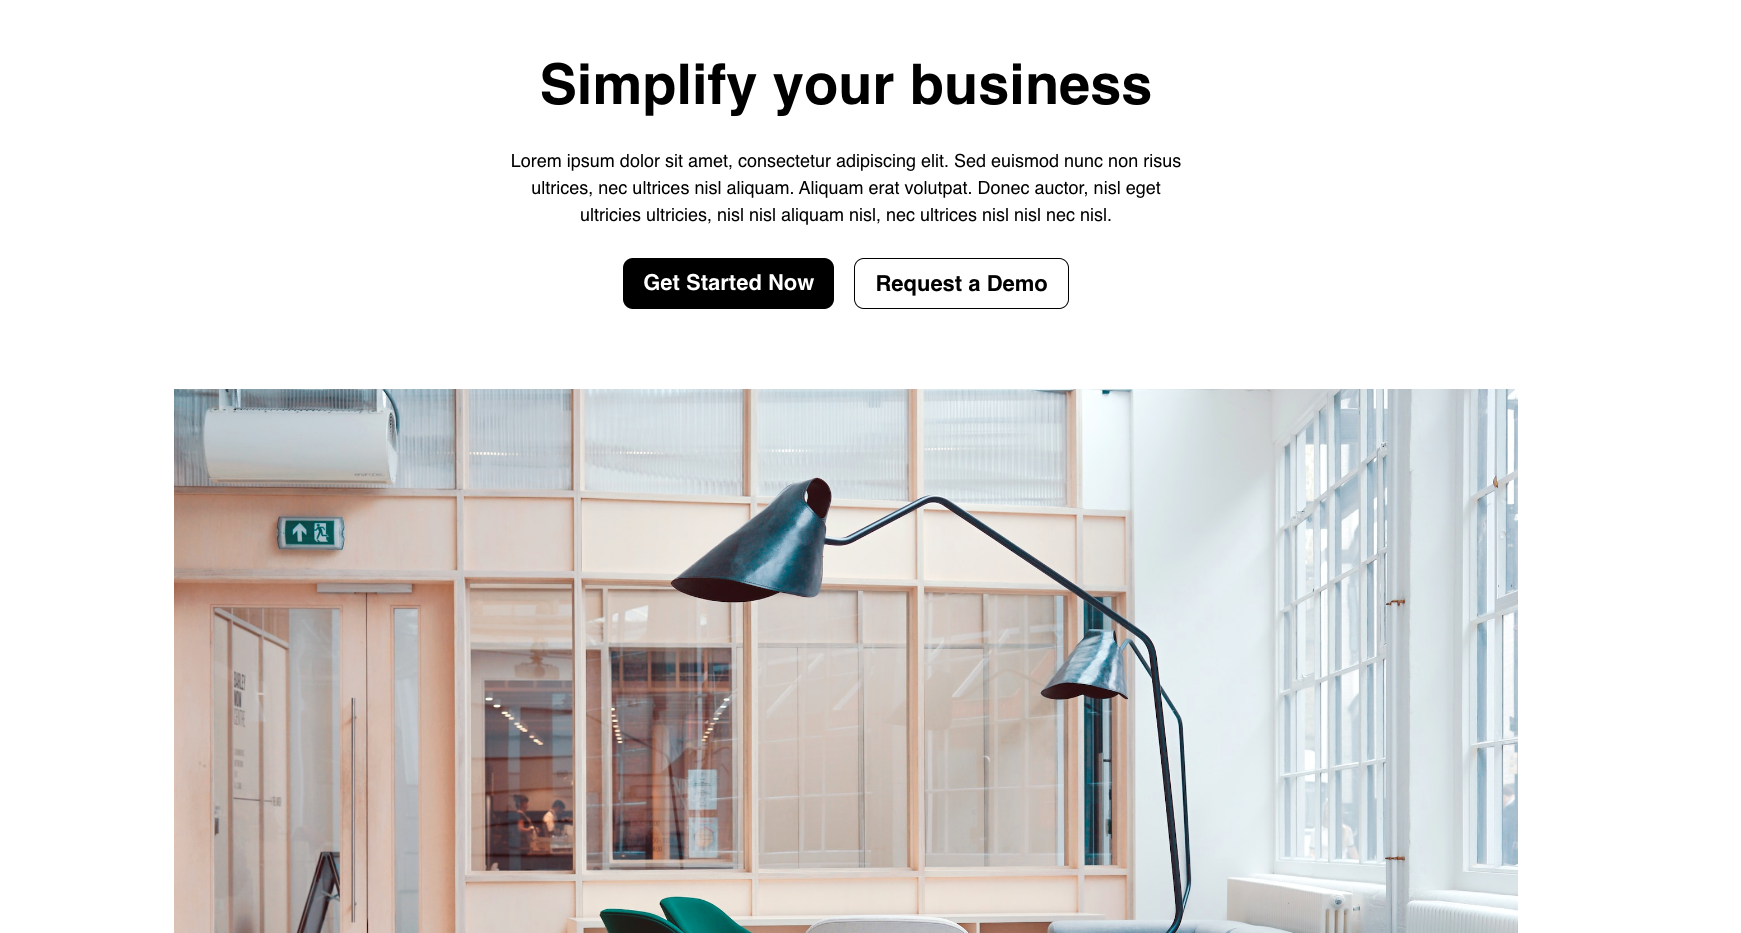 Simplify your business
Lorem ipsum dolor sit amet, consectetur adipiscing elit. Sed euismod nunc non risus
ultrices, nec ultrices nisl aliquam. Aliquam erat volutpat. Donec auctor, nisl eget
ultricies ultricies, nisl nisl aliquam nisl, nec ultrices nisl nisl nec nisl.
Get Started Now
Request a Demo